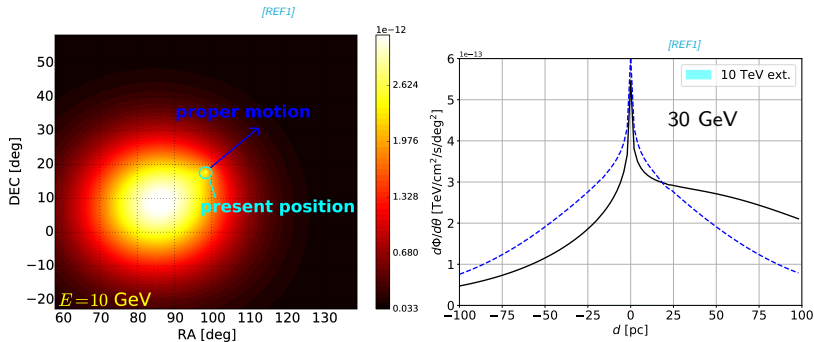 [REF1]
1e−12
50
40
30
20
10
0
−10
−20
DEC [deg]
proper motion
present position
E=10 GeV
60 70 80 90 100 110 120 130
RA [deg]
2.624
1.976
1.328
0.680
0.033
[REF1]
1e−13
6
5
4
3
2
1
0
dΦ/dθ [TeV/cm²/s/deg²]
10 TeV ext.
30 GeV
−100 −75 −50 −25 0 25 50 75 100
d [pc]